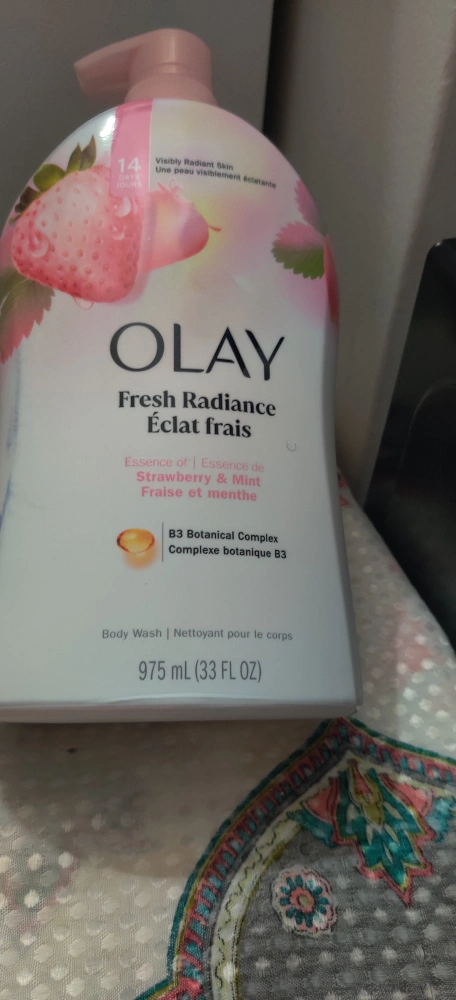 14
DAYS
JOURS
Visibly Radiant Skin
Une peau visiblement éclatante
OLAY
Fresh Radiance
Éclat frais
Essence of | Essence de
Strawberry & Mint
Fraise et menthe
B3 Botanical Complex
Complexe botanique B3
Body Wash | Nettoyant pour le corps
975 mL (33 FL OZ)